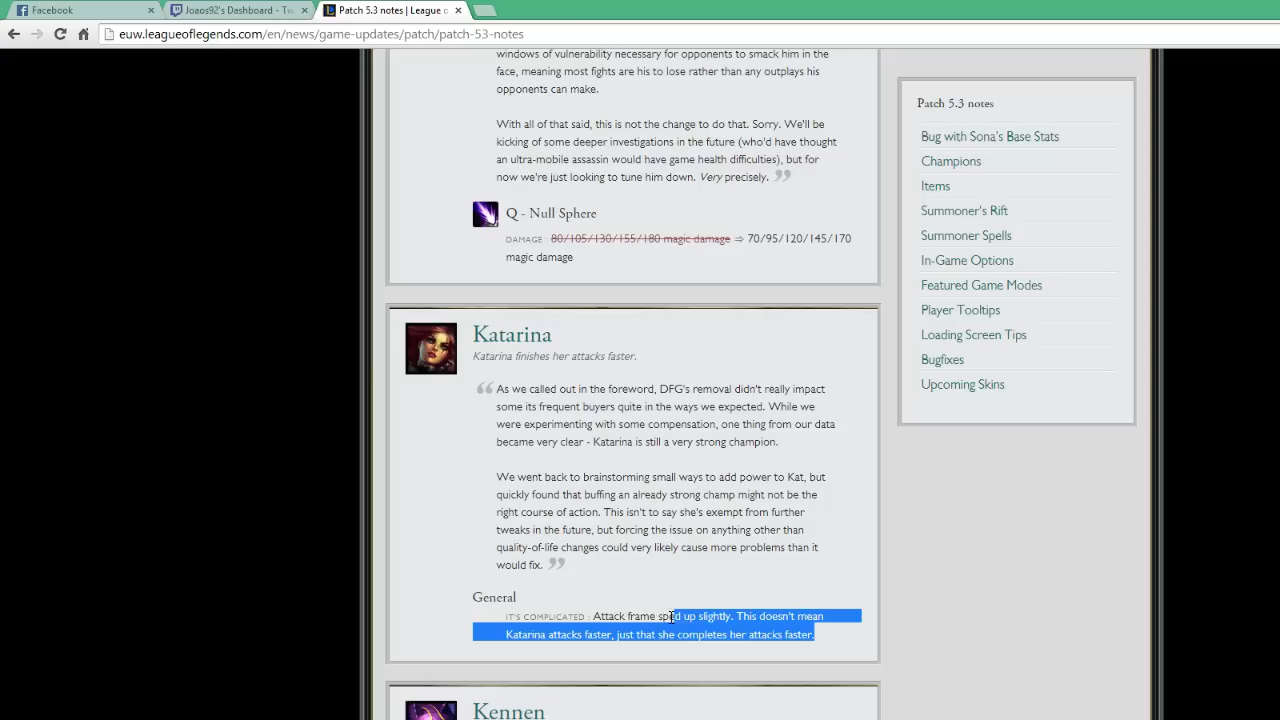 Facebook
Joaos92's Dashboard - Tw
Patch 5.3 notes | League o
euw.leagueoflegends.com/en/news/game-updates/patch/patch-53-notes
windows of vulnerability necessary for opponents to smack him in the
face, meaning most fights are his to lose rather than any outplays his
opponents can make.
With all of that said, this is not the change to do that. Sorry. We'll be
kicking of some deeper investigations in the future (who'd have thought
an ultra-mobile assassin would have game health difficulties), but for
now we're just looking to tune him down. Very precisely.
Q - Null Sphere
DAMAGE : 80/105/130/155/180 magic damage ⇒ 70/95/120/145/170
magic damage
Katarina
Katarina finishes her attacks faster.
As we called out in the foreword, DFG's removal didn't really impact
some its frequent buyers quite in the ways we expected. While we
were experimenting with some compensation, one thing from our data
became very clear - Katarina is still a very strong champion.
We went back to brainstorming small ways to add power to Kat, but
quickly found that buffing an already strong champ might not be the
right course of action. This isn't to say she's exempt from further
tweaks in the future, but forcing the issue on anything other than
quality-of-life changes could very likely cause more problems than it
would fix.
General
IT'S COMPLICATED : Attack frame sped up slightly. This doesn't mean
Katarina attacks faster, just that she completes her attacks faster.
Kennen
Patch 5.3 notes
Bug with Sona's Base Stats
Champions
Items
Summoner's Rift
Summoner Spells
In-Game Options
Featured Game Modes
Player Tooltips
Loading Screen Tips
Bugfixes
Upcoming Skins